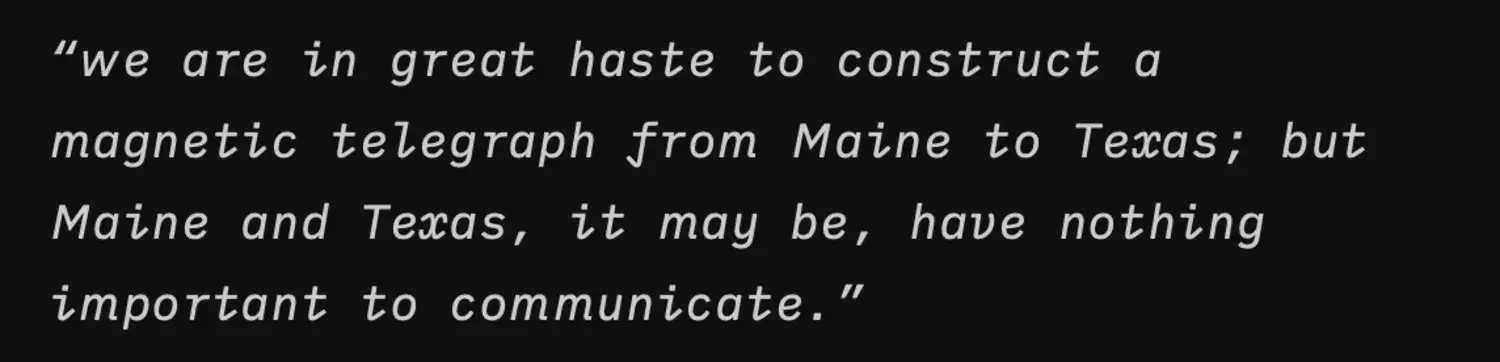 “we are in great haste to construct a
magnetic telegraph from Maine to Texas; but
Maine and Texas, it may be, have nothing
important to communicate.”